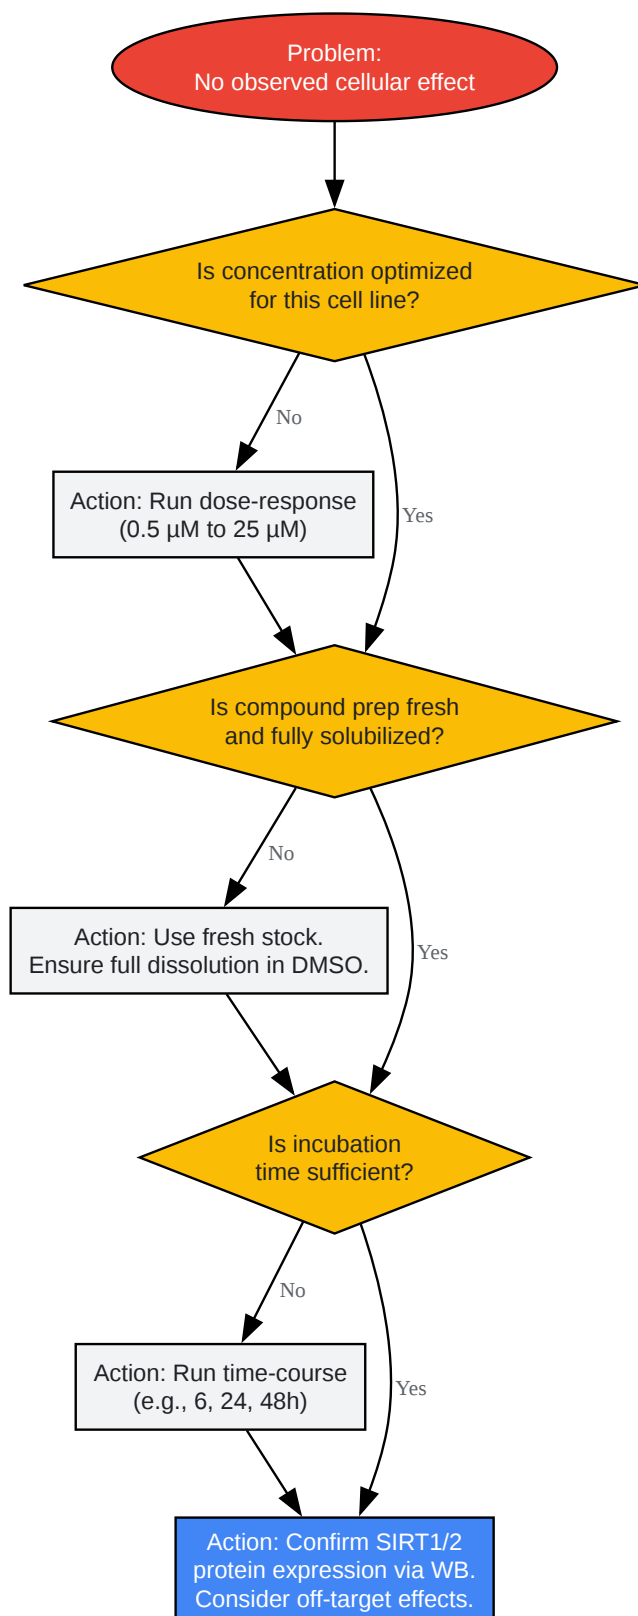 Problem:
No observed cellular effect
Is concentration optimized
for this cell line?
No
Action: Run dose-response
(0.5 µM to 25 µM)
Yes
Is compound prep fresh
and fully solubilized?
No
Action: Use fresh stock.
Ensure full dissolution in DMSO.
Yes
Is incubation
time sufficient?
No
Action: Run time-course
(e.g., 6, 24, 48h)
Yes
Action: Confirm SIRT1/2
protein expression via WB.
Consider off-target effects.